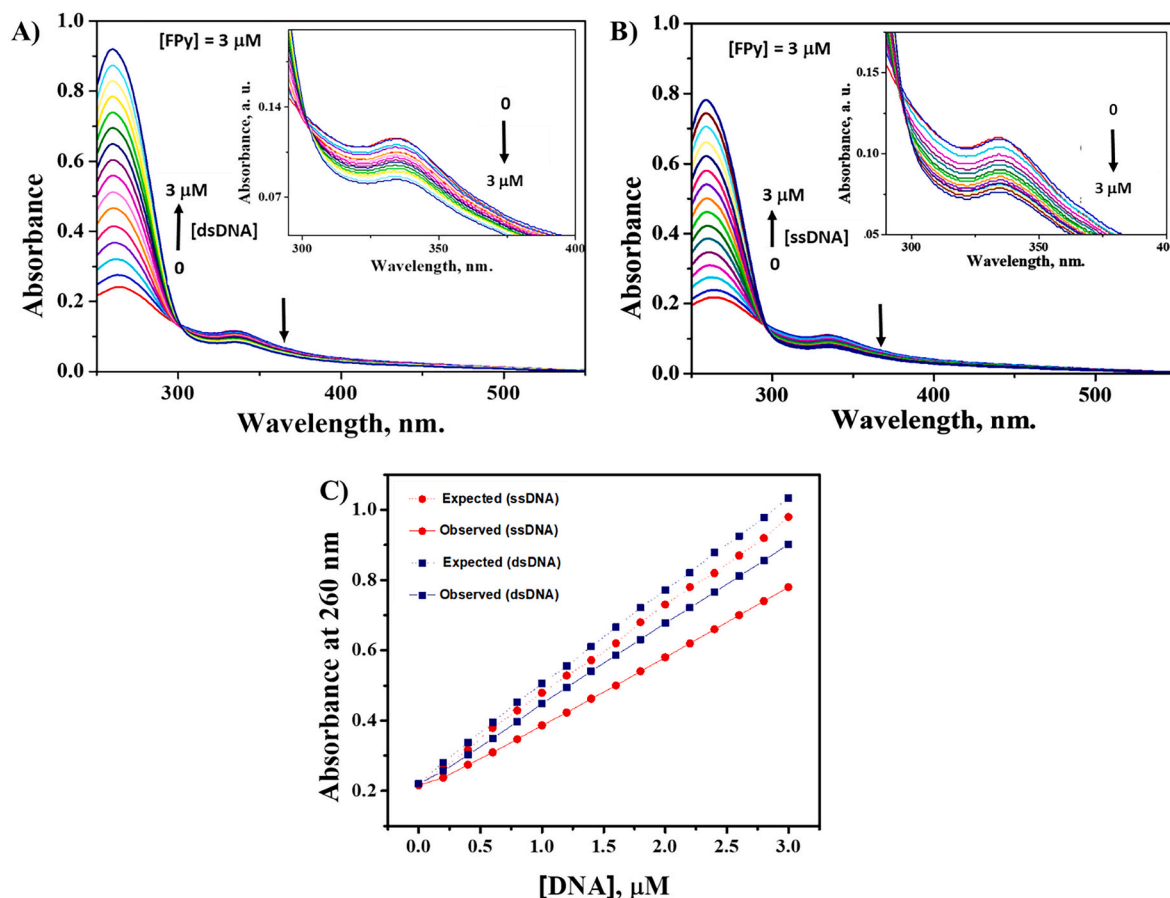 A)
1.0
0.8
0.6
0.4
0.2
0.0
Absorbance
[FPy] = 3 μM
3 μM
[dsDNA]
0
300
400
500
Wavelength, nm.
0.14
0.07
Absorbance, a. u.
0
3 μM
300
350
400
Wavelength, nm.
B)
1.0
0.8
0.6
0.4
0.2
0.0
Absorbance
[FPy] = 3 μM
3 μM
[ssDNA]
0
300
400
500
Wavelength, nm.
0.15
0.10
.05
Absorbance, a. u.
0
3 μM
300
350
Wavelength, nm.
C)
Expected (ssDNA)
Observed (ssDNA)
Expected (dsDNA)
Observed (dsDNA)
1.0
0.8
0.6
0.4
0.2
Absorbance at 260 nm
0.0
0.5
1.0
1.5
2.0
2.5
3.0
[DNA], μM